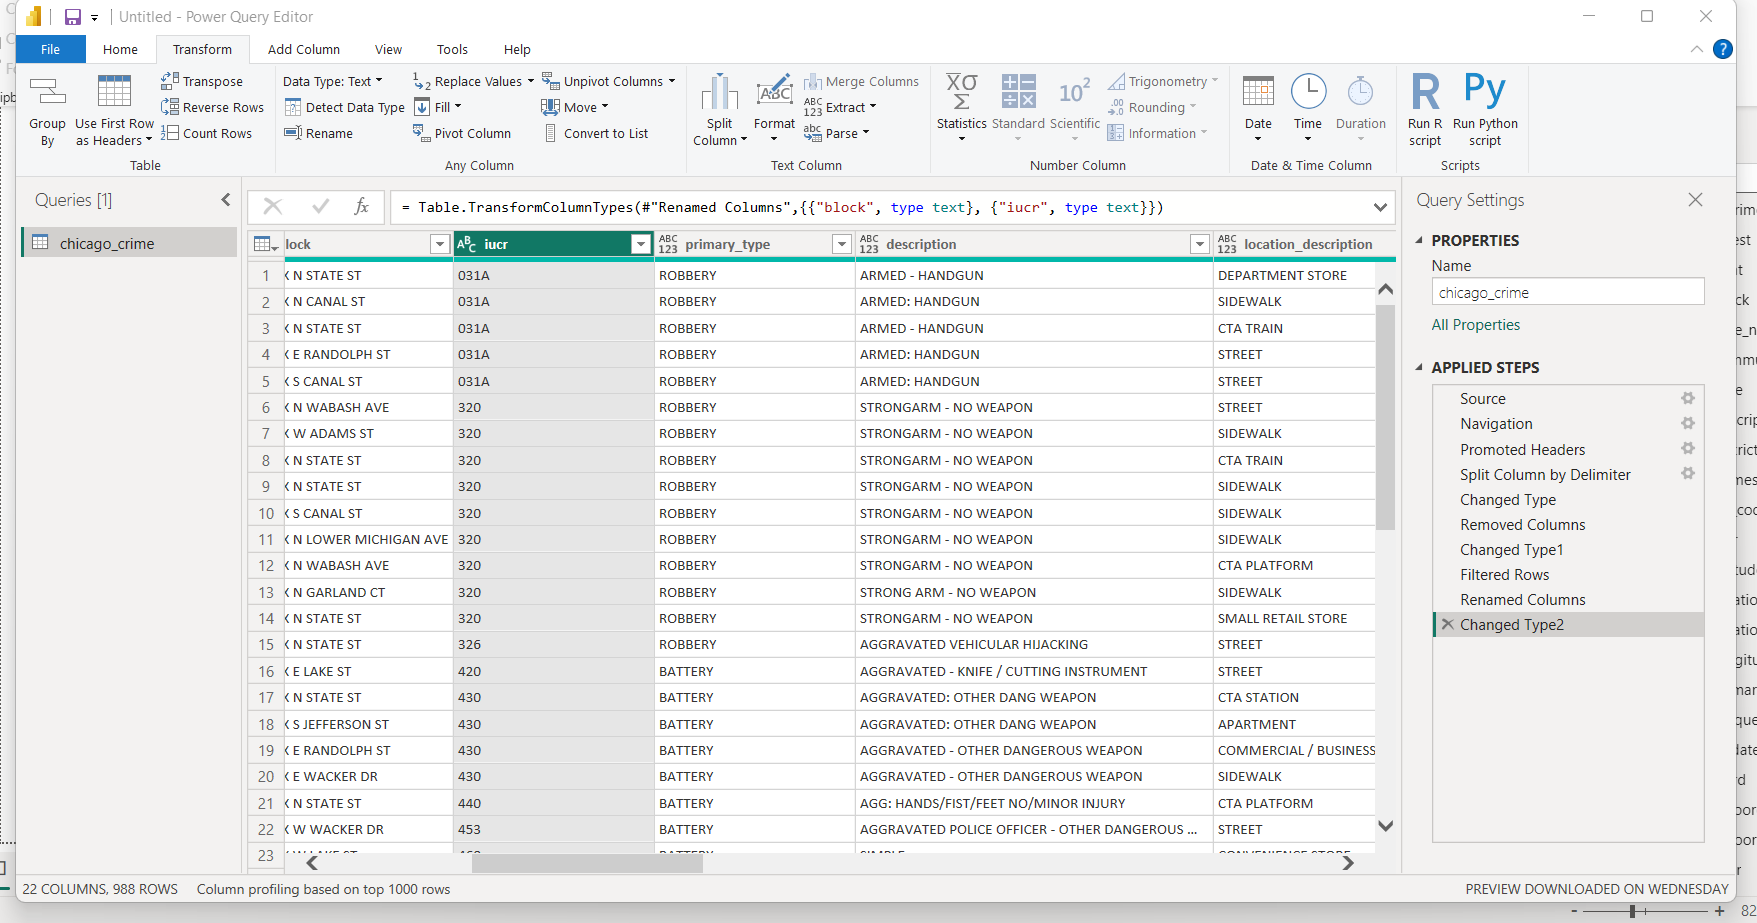 Untitled - Power Query Editor
File Home Transform Add Column View Tools Help
Group By
Use First Row as Headers
Transpose
Reverse Rows
Count Rows
Table
Data Type: Text
Detect Data Type
Rename
Replace Values
Fill
Pivot Column
Unpivot Columns
Move
Convert to List
Any Column
Split Column
Format
ABC
Merge Columns
ABC 123 Extract
abc Parse
Text Column
Statistics
Standard
10² Scientific
Trigonometry
.00 Rounding
Information
Number Column
Date
Time
Duration
Date & Time Column
R Run R script
Py Run Python script
Scripts
Queries [1]
chicago_crime
fx = Table.TransformColumnTypes(#"Renamed Columns",{{"block", type text}, {"iucr", type text}})
lock ABC iucr ABC 123 primary_type ABC 123 description ABC 123 location_description
1 N STATE ST 031A ROBBERY ARMED - HANDGUN DEPARTMENT STORE
2 N CANAL ST 031A ROBBERY ARMED: HANDGUN SIDEWALK
3 N STATE ST 031A ROBBERY ARMED - HANDGUN CTA TRAIN
4 E RANDOLPH ST 031A ROBBERY ARMED: HANDGUN STREET
5 S CANAL ST 031A ROBBERY ARMED: HANDGUN STREET
6 N WABASH AVE 320 ROBBERY STRONGARM - NO WEAPON STREET
7 W ADAMS ST 320 ROBBERY STRONGARM - NO WEAPON SIDEWALK
8 N STATE ST 320 ROBBERY STRONGARM - NO WEAPON CTA TRAIN
9 N STATE ST 320 ROBBERY STRONGARM - NO WEAPON SIDEWALK
10 S CANAL ST 320 ROBBERY STRONGARM - NO WEAPON SIDEWALK
11 N LOWER MICHIGAN AVE 320 ROBBERY STRONGARM - NO WEAPON SIDEWALK
12 N WABASH AVE 320 ROBBERY STRONGARM - NO WEAPON CTA PLATFORM
13 N GARLAND CT 320 ROBBERY STRONG ARM - NO WEAPON SIDEWALK
14 N STATE ST 320 ROBBERY STRONGARM - NO WEAPON SMALL RETAIL STORE
15 N STATE ST 326 ROBBERY AGGRAVATED VEHICULAR HIJACKING STREET
16 E LAKE ST 420 BATTERY AGGRAVATED - KNIFE / CUTTING INSTRUMENT STREET
17 N STATE ST 430 BATTERY AGGRAVATED: OTHER DANG WEAPON CTA STATION
18 S JEFFERSON ST 430 BATTERY AGGRAVATED: OTHER DANG WEAPON APARTMENT
19 E RANDOLPH ST 430 BATTERY AGGRAVATED - OTHER DANGEROUS WEAPON COMMERCIAL / BUSINESS
20 E WACKER DR 430 BATTERY AGGRAVATED - OTHER DANGEROUS WEAPON SIDEWALK
21 N STATE ST 440 BATTERY AGG: HANDS/FIST/FEET NO/MINOR INJURY CTA PLATFORM
22 W WACKER DR 453 BATTERY AGGRAVATED POLICE OFFICER - OTHER DANGEROUS ... STREET
23
Query Settings
PROPERTIES
Name
chicago_crime
All Properties
APPLIED STEPS
Source
Navigation
Promoted Headers
Split Column by Delimiter
Changed Type
Removed Columns
Changed Type1
Filtered Rows
Renamed Columns
Changed Type2
22 COLUMNS, 988 ROWS Column profiling based on top 1000 rows
PREVIEW DOWNLOADED ON WEDNESDAY